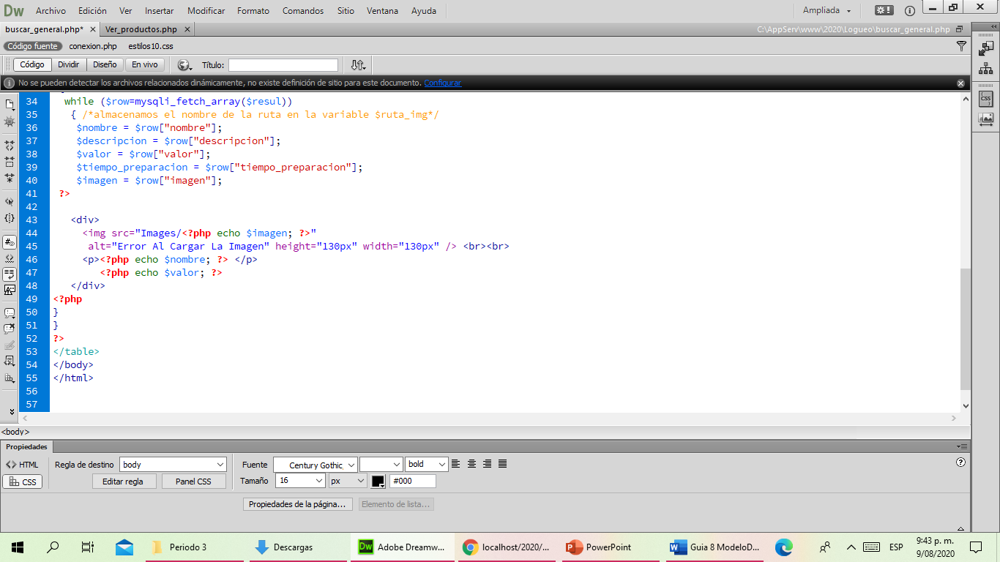 Dw Archivo Edición Ver Insertar Modificar Formato Comandos Sitio Ventana Ayuda Ampliada
buscar_general.php* × Ver_productos.php × C:\AppServ\www\2020\Logueo\buscar_general.php
Código fuente conexion.php estilos10.css
Código Dividir Diseño En vivo Título:
No se pueden detectar los archivos relacionados dinámicamente, no existe definición de sitio para este documento. Configurar
34 while ($row=mysqli_fetch_array($resul))
35 { /*almacenamos el nombre de la ruta en la variable $ruta_img*/
36 $nombre = $row["nombre"];
37 $descripcion = $row["descripcion"];
38 $valor = $row["valor"];
39 $tiempo_preparacion = $row["tiempo_preparacion"];
40 $imagen = $row["imagen"];
41 ?>
42
43 <div>
44 <img src="Images/<?php echo $imagen; ?>"
45 alt="Error Al Cargar La Imagen" height="130px" width="130px" /> <br><br>
46 <p><?php echo $nombre; ?> </p>
47 <?php echo $valor; ?>
48 </div>
49 <?php
50 }
51 }
52 ?>
53 </table>
54 </body>
55 </html>
56
57
<body>
Propiedades
<> HTML Regla de destino body Fuente Century Gothic, bold
CSS Editar regla Panel CSS Tamaño 16 px #000
Propiedades de la página... Elemento de lista...
Periodo 3 Descargas Dw Adobe Dreamw... localhost/2020/... PowerPoint Guia 8 ModeloD... ESP 9:43 p. m.
9/08/2020